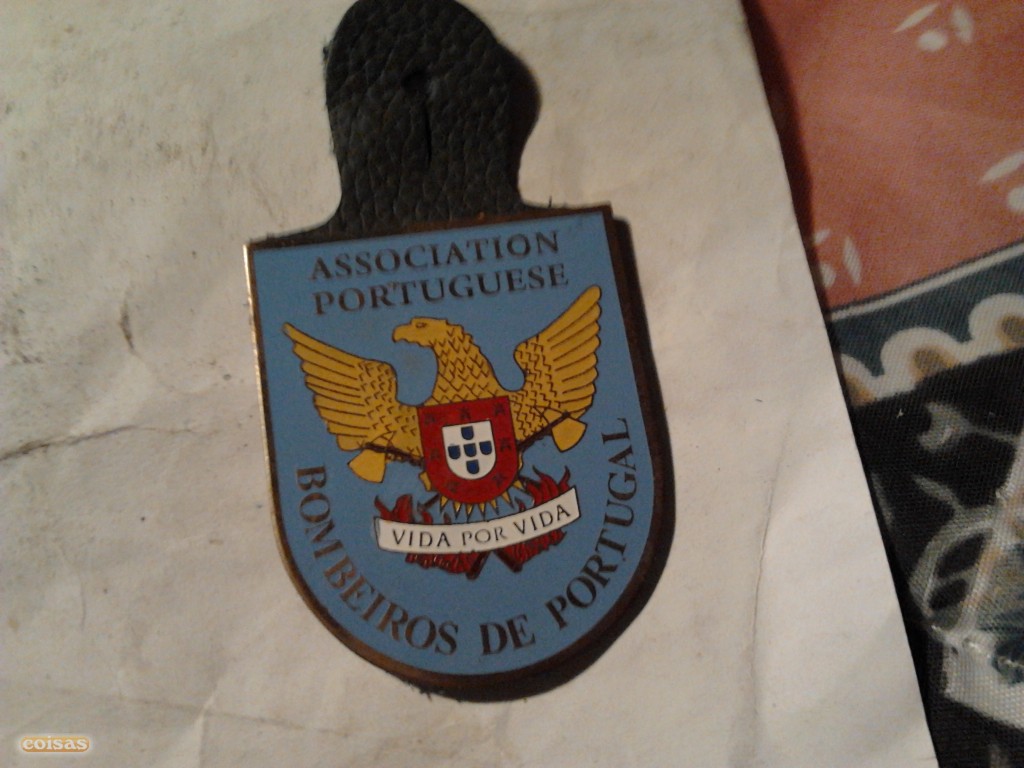 ASSOCIATION
PORTUGUESE
VIDA POR VIDA
BOMBEIROS DE PORTUGAL
coisas